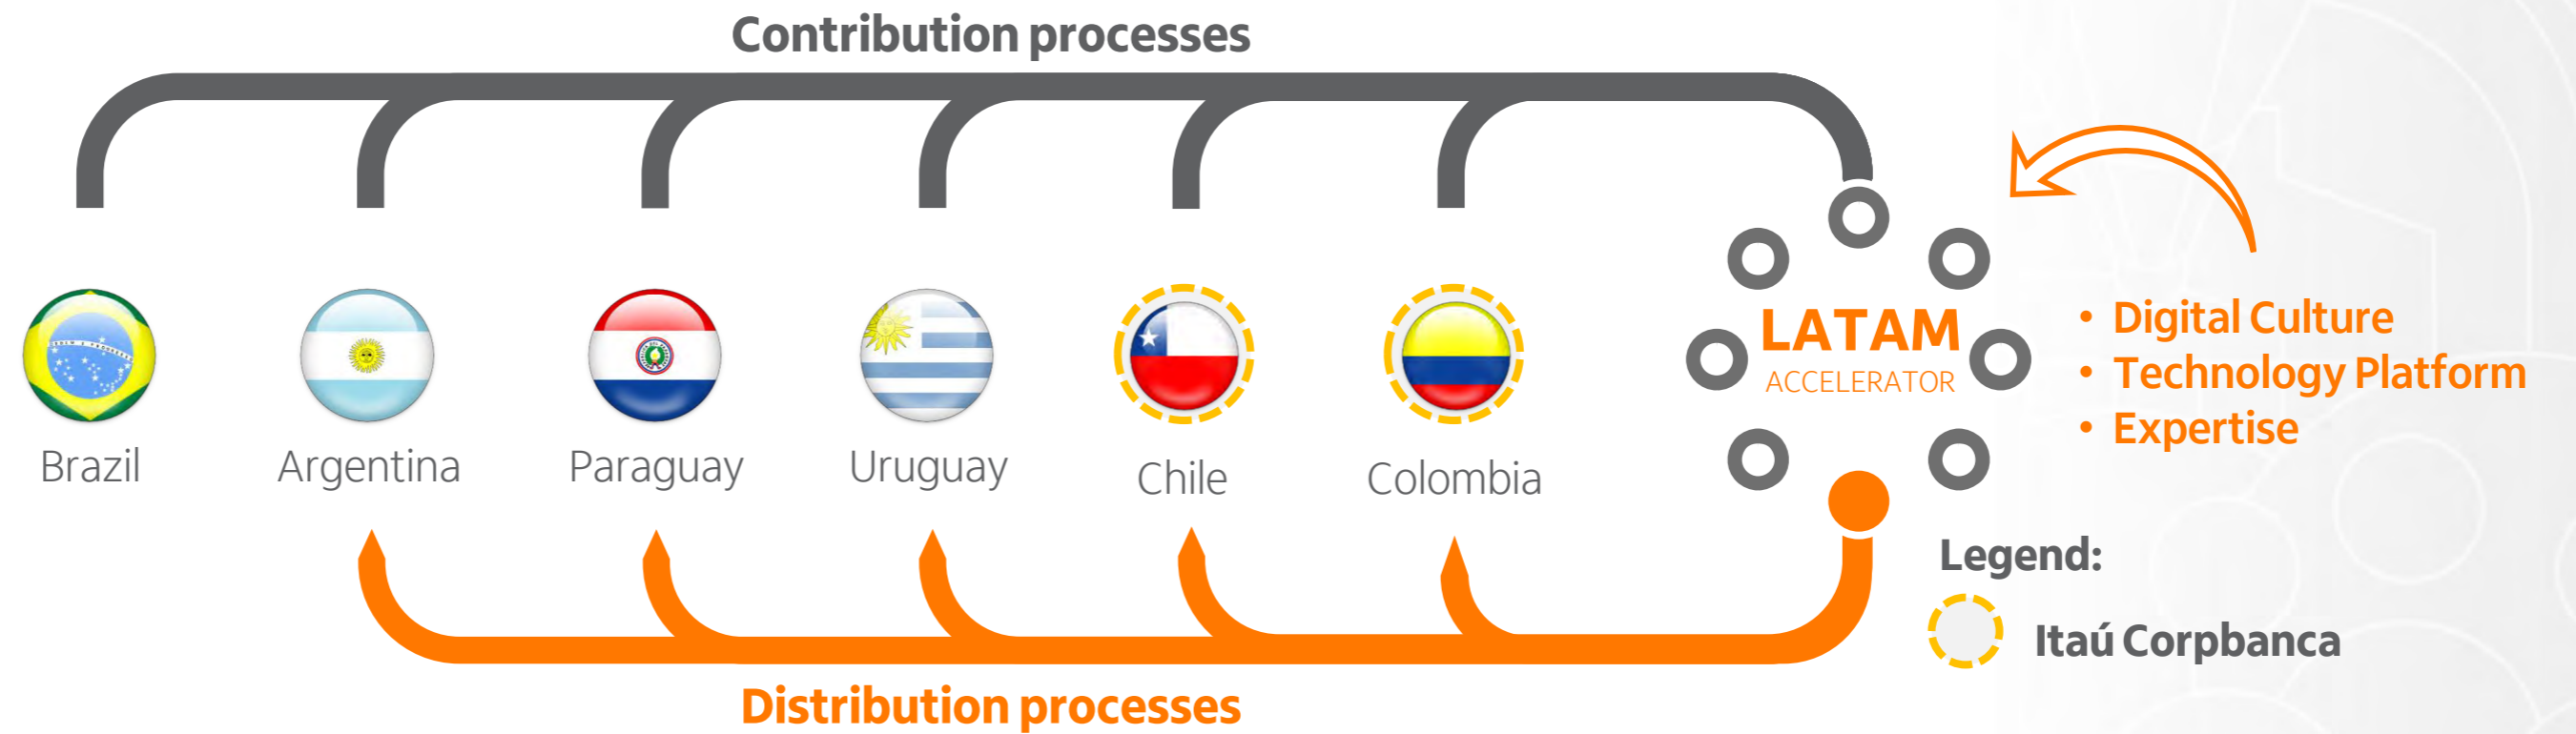 Contribution processes
Brazil
Argentina
Paraguay
Uruguay
Chile
Colombia
LATAM
ACCELERATOR
• Digital Culture
• Technology Platform
• Expertise
Legend:
Itaú Corpbanca
Distribution processes